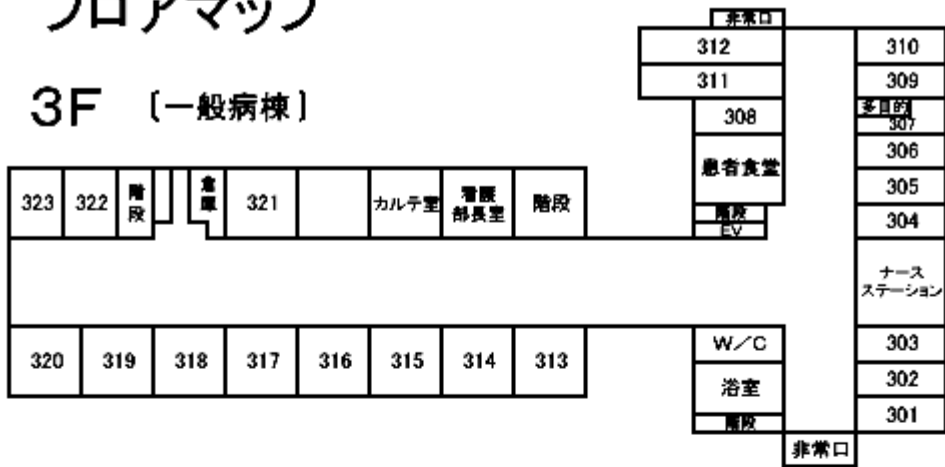 フロアマップ
3F [一般病棟]
非常口
312
310
311
309
308
多目的
307
患者食堂
306
305
階段
304
EV
323
322
階段
倉庫
321
カルテ室
看護
部長室
階段
ナース
ステーション
320
319
318
317
316
315
314
313
W/C
303
浴室
302
階段
301
非常口